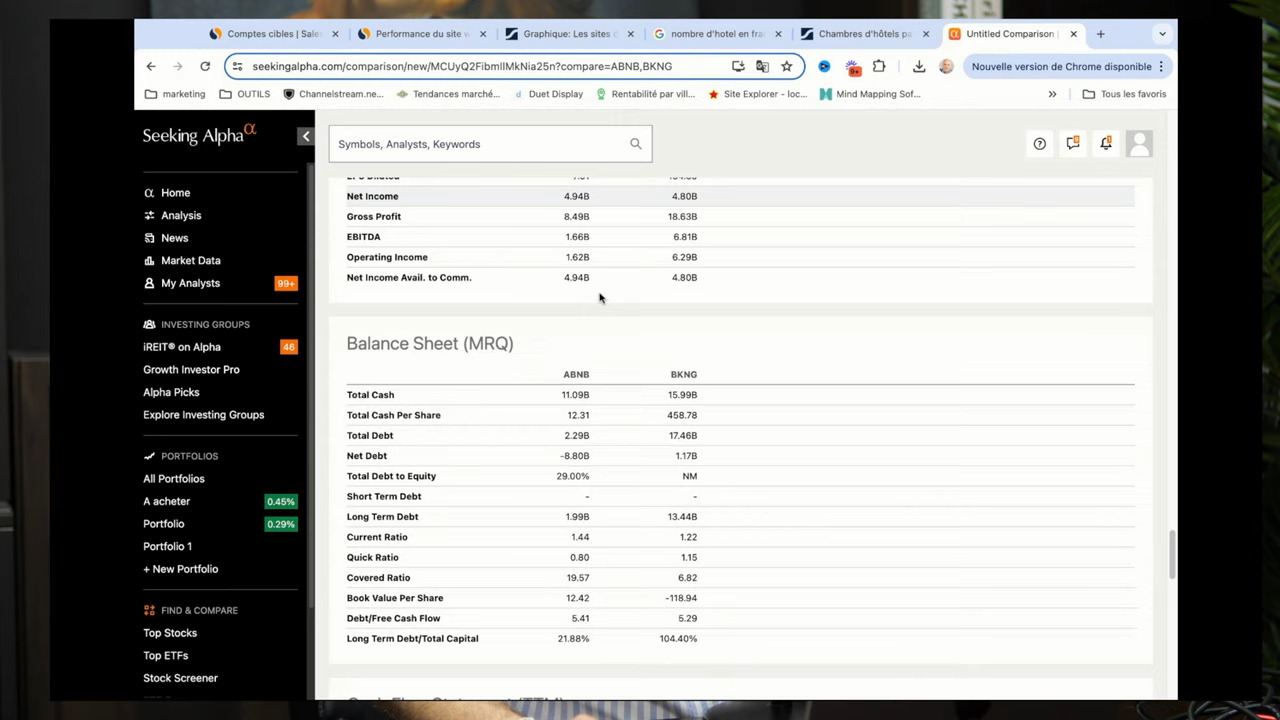 Comptes cibles | Sale
Performance du site v
Graphique: Les sites d
nombre d'hotel en fra
Chambres d'hôtels pa
Untitled Comparison |
seekingalpha.com/comparison/new/MCUyQ2FibmIlMkNia25n?compare=ABNB,BKNG
Nouvelle version de Chrome disponible
marketing
OUTILS
Channelstream.ne...
Tendances marché...
Duet Display
Rentabilité par vill...
Site Explorer - loc...
Mind Mapping Sof...
Tous les favoris
Seeking Alpha α
Symbols, Analysts, Keywords
Home
Analysis
News
Market Data
My Analysts 99+
INVESTING GROUPS
iREIT® on Alpha 46
Growth Investor Pro
Alpha Picks
Explore Investing Groups
PORTFOLIOS
All Portfolios
A acheter 0.45%
Portfolio 0.29%
Portfolio 1
+ New Portfolio
FIND & COMPARE
Top Stocks
Top ETFs
Stock Screener
Net Income 4.94B 4.80B
Gross Profit 8.49B 18.63B
EBITDA 1.66B 6.81B
Operating Income 1.62B 6.29B
Net Income Avail. to Comm. 4.94B 4.80B
Balance Sheet (MRQ)
ABNB BKNG
Total Cash 11.09B 15.99B
Total Cash Per Share 12.31 458.78
Total Debt 2.29B 17.46B
Net Debt -8.80B 1.17B
Total Debt to Equity 29.00% NM
Short Term Debt - -
Long Term Debt 1.99B 13.44B
Current Ratio 1.44 1.22
Quick Ratio 0.80 1.15
Covered Ratio 19.57 6.82
Book Value Per Share 12.42 -118.94
Debt/Free Cash Flow 5.41 5.29
Long Term Debt/Total Capital 21.88% 104.40%